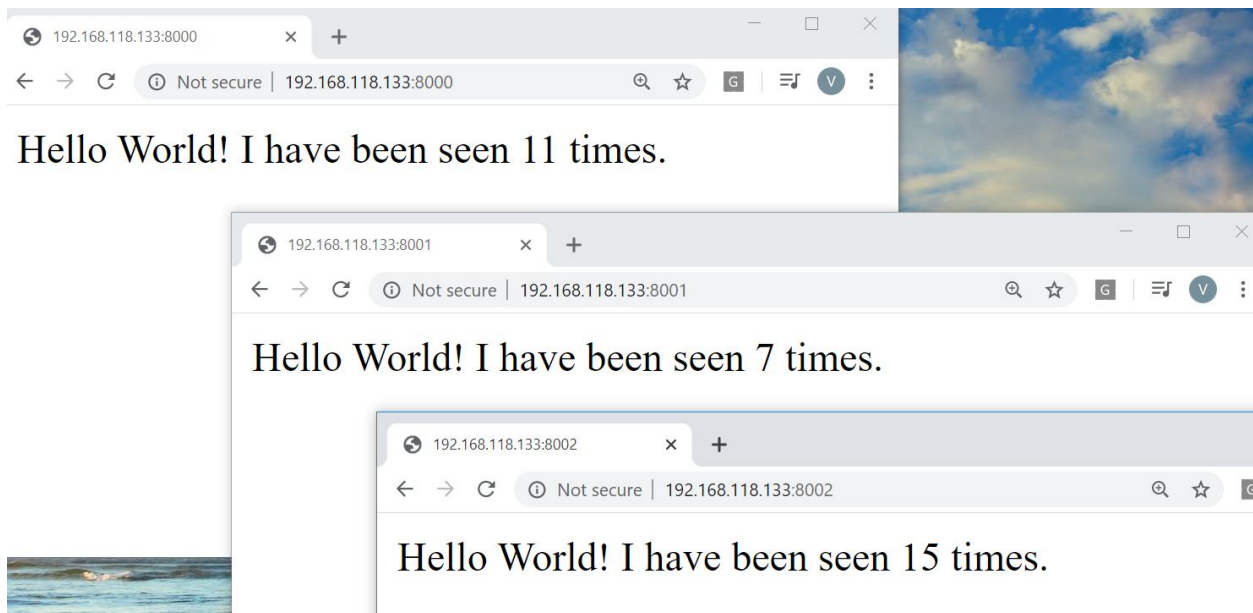 192.168.118.133:8000
Not secure | 192.168.118.133:8000
G
V
Hello World! I have been seen 11 times.
192.168.118.133:8001
Not secure | 192.168.118.133:8001
G
V
Hello World! I have been seen 7 times.
192.168.118.133:8002
Not secure | 192.168.118.133:8002
G
Hello World! I have been seen 15 times.